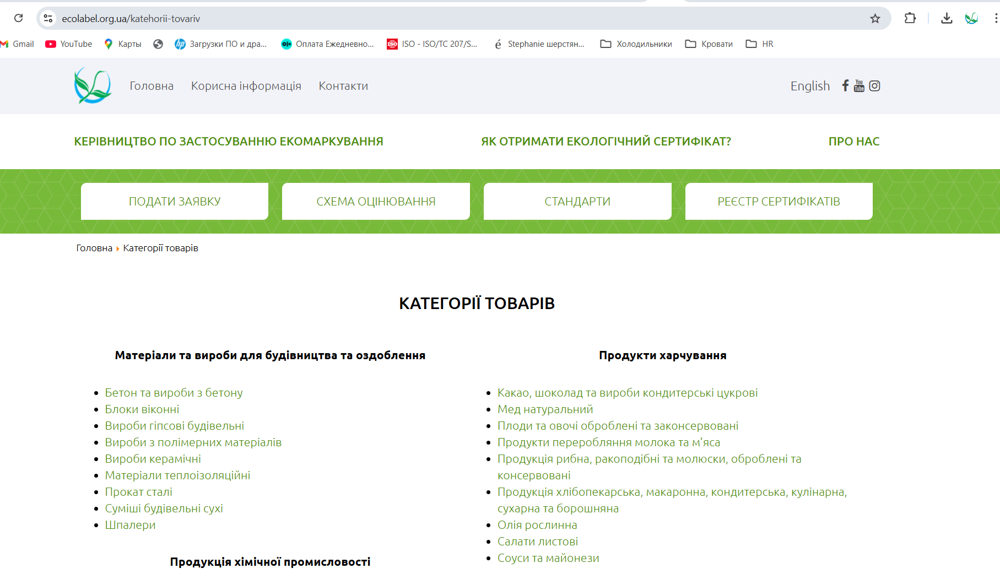 ecolabel.org.ua/katehorii-tovariv
Gmail
YouTube
Карты
Загрузки ПО и дра...
Оплата Ежедневно...
ISO - ISO/TC 207/S...
Stephanie шерстян...
Холодильники
Кровати
HR
Головна
Корисна інформація
Контакти
English
КЕРІВНИЦТВО ПО ЗАСТОСУВАННЮ ЕКОМАРКУВАННЯ
ЯК ОТРИМАТИ ЕКОЛОГІЧНИЙ СЕРТИФІКАТ?
ПРО НАС
ПОДАТИ ЗАЯВКУ
СХЕМА ОЦІНЮВАННЯ
СТАНДАРТИ
РЕЄСТР СЕРТИФІКАТІВ
Головна
Категорії товарів
КАТЕГОРІЇ ТОВАРІВ
Матеріали та вироби для будівництва та оздоблення
Бетон та вироби з бетону
Блоки віконні
Вироби гіпсові будівельні
Вироби з полімерних матеріалів
Вироби керамічні
Матеріали теплоізоляційні
Прокат сталі
Суміші будівельні сухі
Шпалери
Продукція хімічної промисловості
Продукти харчування
Какао, шоколад та вироби кондитерські цукрові
Мед натуральний
Плоди та овочі оброблені та законсервовані
Продукти переробляння молока та м’яса
Продукція рибна, ракоподібні та молюски, оброблені та
консервовані
Продукція хлібопекарська, макаронна, кондитерська, кулінарна,
сухарна та борошняна
Олія рослинна
Салати листові
Соуси та майонези